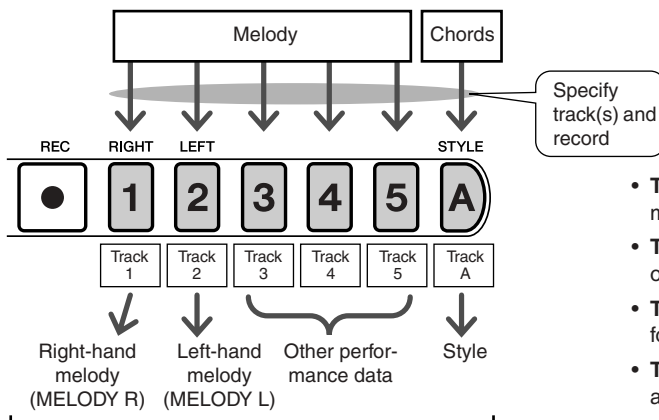 Melody
Chords
Specify
track(s) and
record
REC
RIGHT
LEFT
STYLE
1
2
3
4
5
A
Track
1
Track
2
Track
3
Track
4
Track
5
Track
A
Right-hand
melody
(MELODY R)
Left-hand
melody
(MELODY L)
Other perfor-
mance data
Style